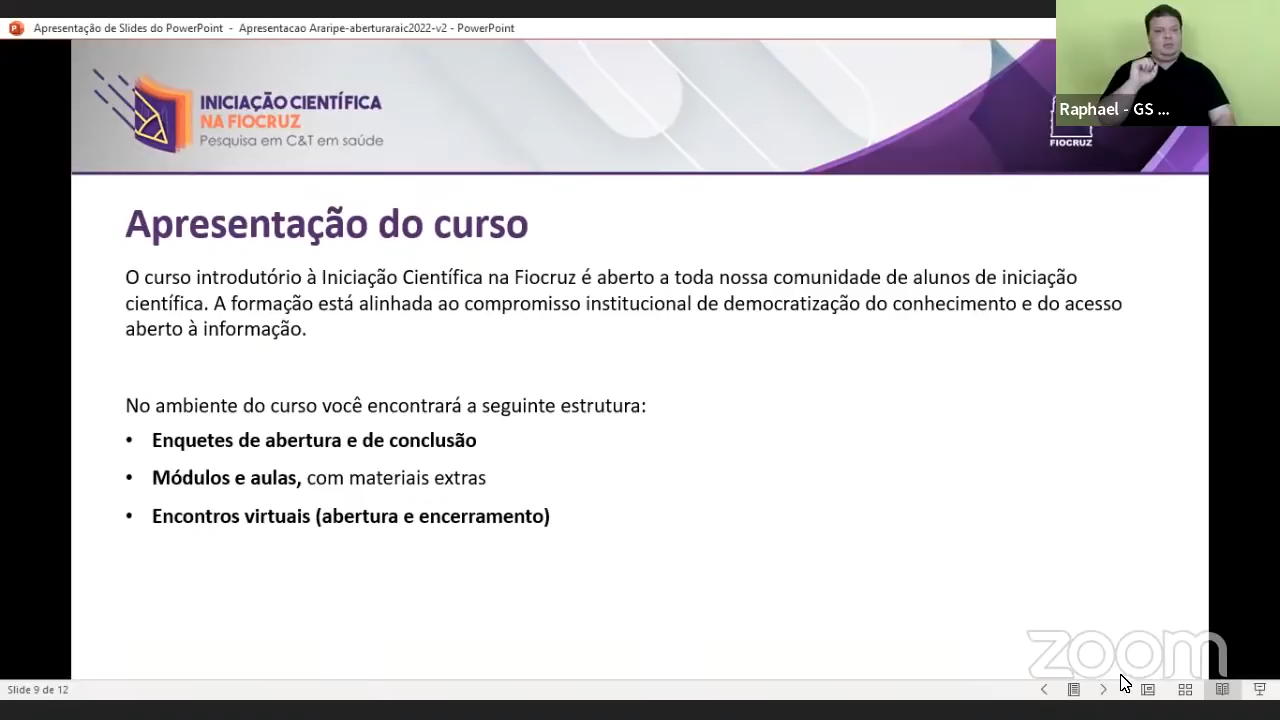 Apresentação de Slides do PowerPoint - Apresentacao Araripe-aberturaraic2022-v2 - PowerPoint
INICIAÇÃO CIENTÍFICA
NA FIOCRUZ
Pesquisa em C&T em saúde
Raphael - GS ...
FIOCRUZ
Apresentação do curso
O curso introdutório à Iniciação Científica na Fiocruz é aberto a toda nossa comunidade de alunos de iniciação
científica. A formação está alinhada ao compromisso institucional de democratização do conhecimento e do acesso
aberto à informação.
No ambiente do curso você encontrará a seguinte estrutura:
• Enquetes de abertura e de conclusão
• Módulos e aulas, com materiais extras
• Encontros virtuais (abertura e encerramento)
zoom
Slide 9 de 12